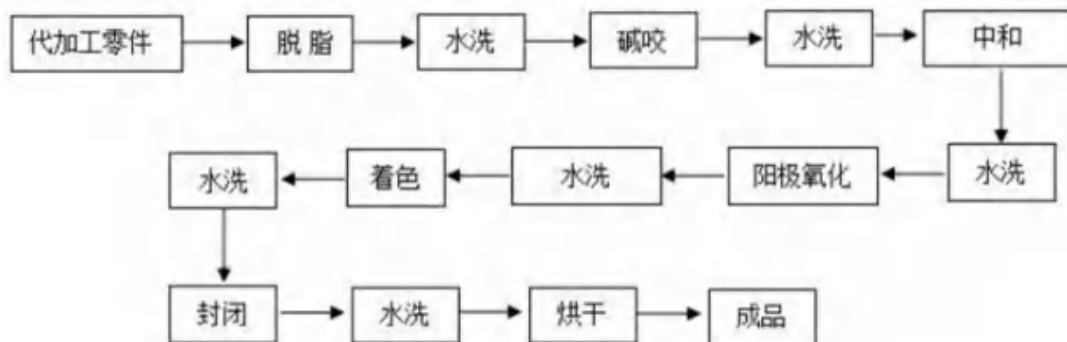 代加工零件 脱脂 水洗 碱咬 水洗 中和
水洗 着色 水洗 阳极氧化 水洗
封闭 水洗 烘干 成品